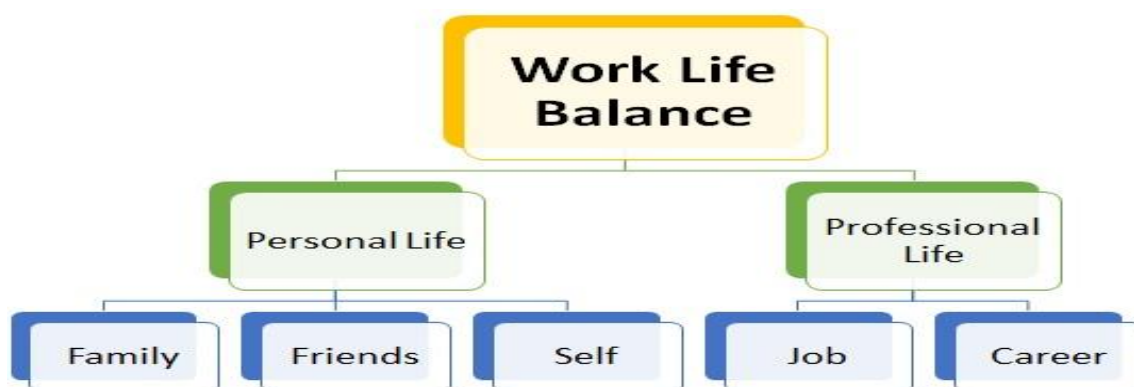 Work Life
Balance
Personal Life
Professional
Life
Family
Friends
Self
Job
Career